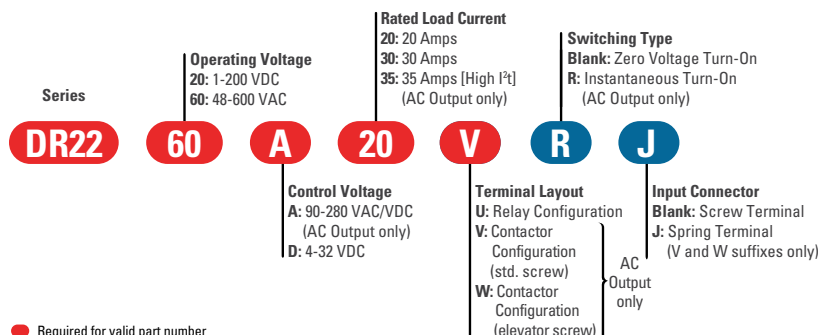 Series
Operating Voltage
20: 1-200 VDC
60: 48-600 VAC
Rated Load Current
20: 20 Amps
30: 30 Amps
35: 35 Amps [High I²t]
(AC Output only)
Switching Type
Blank: Zero Voltage Turn-On
R: Instantaneous Turn-On
(AC Output only)
DR22 60 A 20 V R J
Control Voltage
A: 90-280 VAC/VDC
(AC Output only)
D: 4-32 VDC
Terminal Layout
U: Relay Configuration
V: Contactor
Configuration
(std. screw)
W: Contactor
Configuration
(elevator screw)
AC
Output
only
Input Connector
Blank: Screw Terminal
J: Spring Terminal
(V and W suffixes only)
Required for valid part number